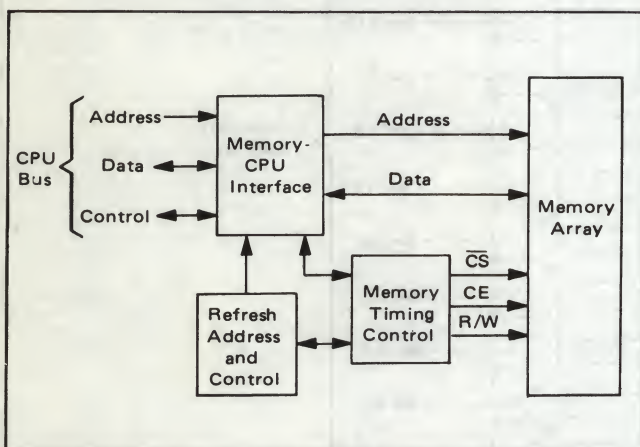 CPU
Bus
Address
Data
Control
Memory-
CPU
Interface
Address
Data
Memory
Array
Refresh
Address
and
Control
Memory
Timing
Control
CS
CE
R/W